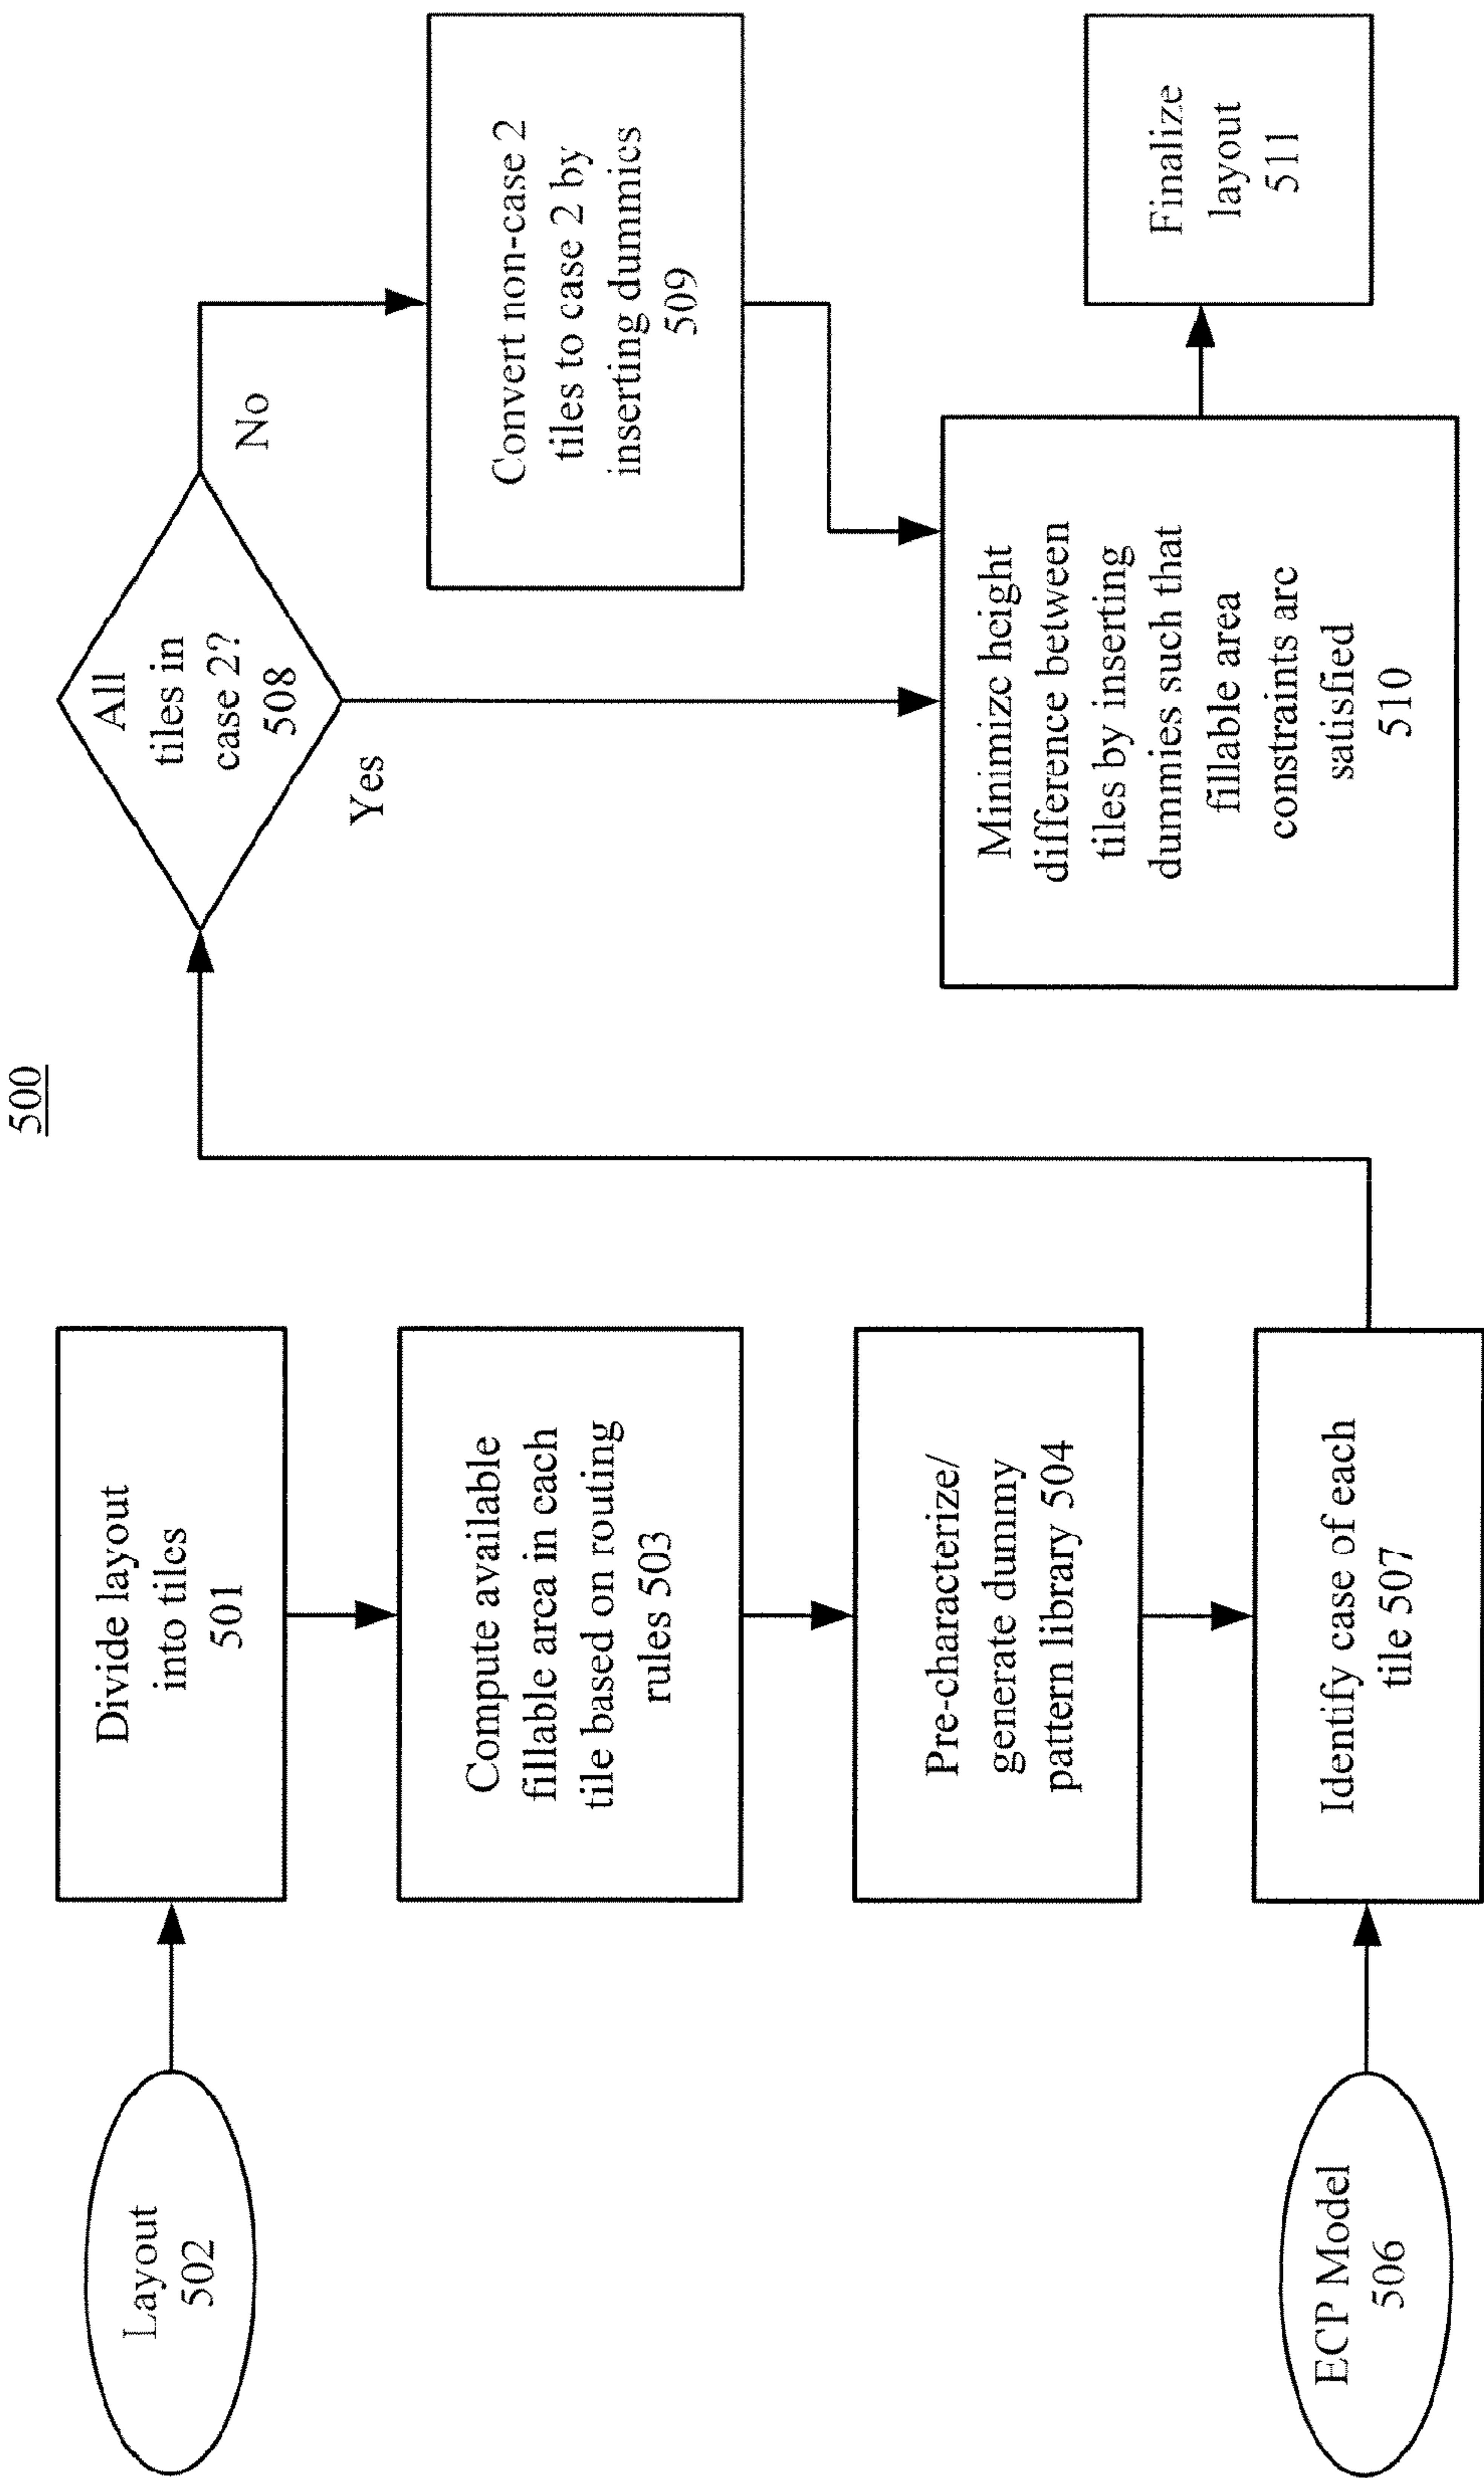 500
Layout
502
Divide layout
into tiles
501
Compute available
fillable area in each
tile based on routing
rules 503
Pre-characterize/
generate dummy
pattern library 504
ECP Model
506
Identify case of each
tile 507
All
tiles in
case 2?
508
No
Yes
Convert non-case 2
tiles to case 2 by
inserting dummies
509
Minimize height
difference between
tiles by inserting
dummies such that
fillable area
constraints are
satisfied
510
Finalize
layout
511